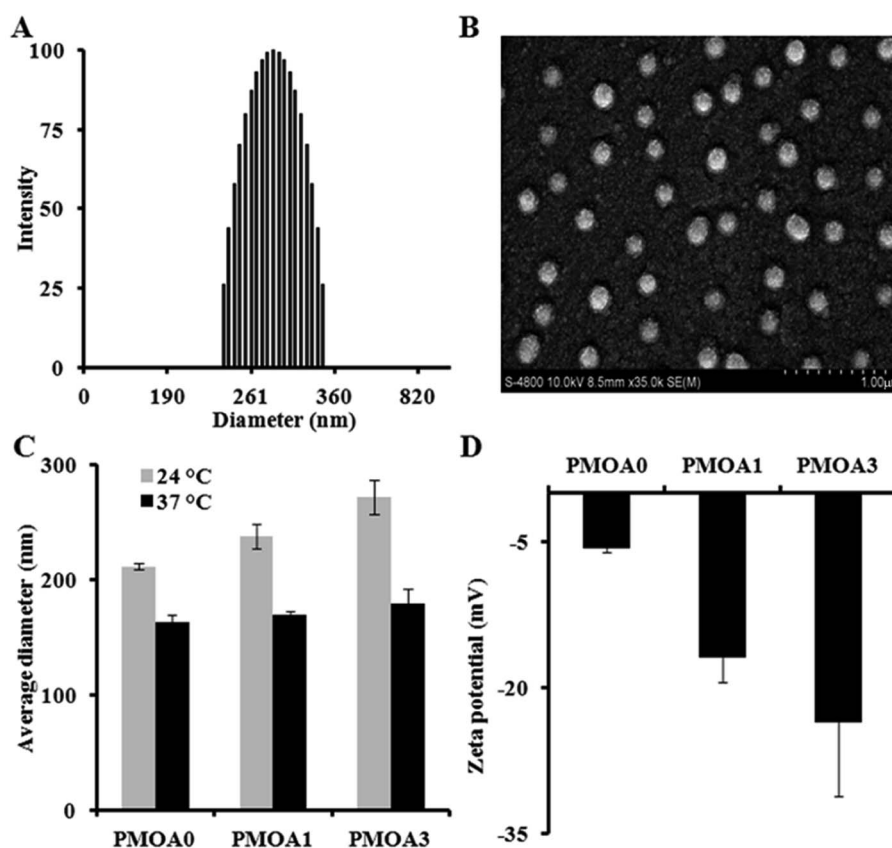 A
Intensity
100
75
50
25
0
0 190 261 360 820
Diameter (nm)
B
S-4800 10.0kV 8.5mm x35.0k SE(M) 1.00μm
C
Average diameter (nm)
300
200
100
0
24 °C
37 °C
PMOA0 PMOA1 PMOA3
D
PMOA0 PMOA1 PMOA3
Zeta potential (mV)
-5
-20
-35